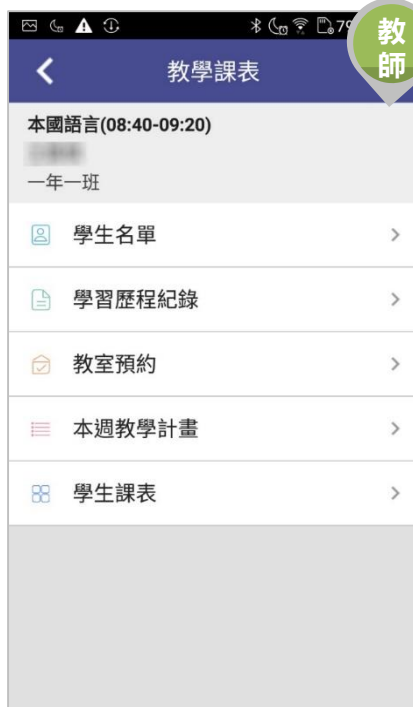 79
教師
教學課表
本國語言(08:40-09:20)
一年一班
學生名單
學習歷程紀錄
教室預約
本週教學計畫
學生課表